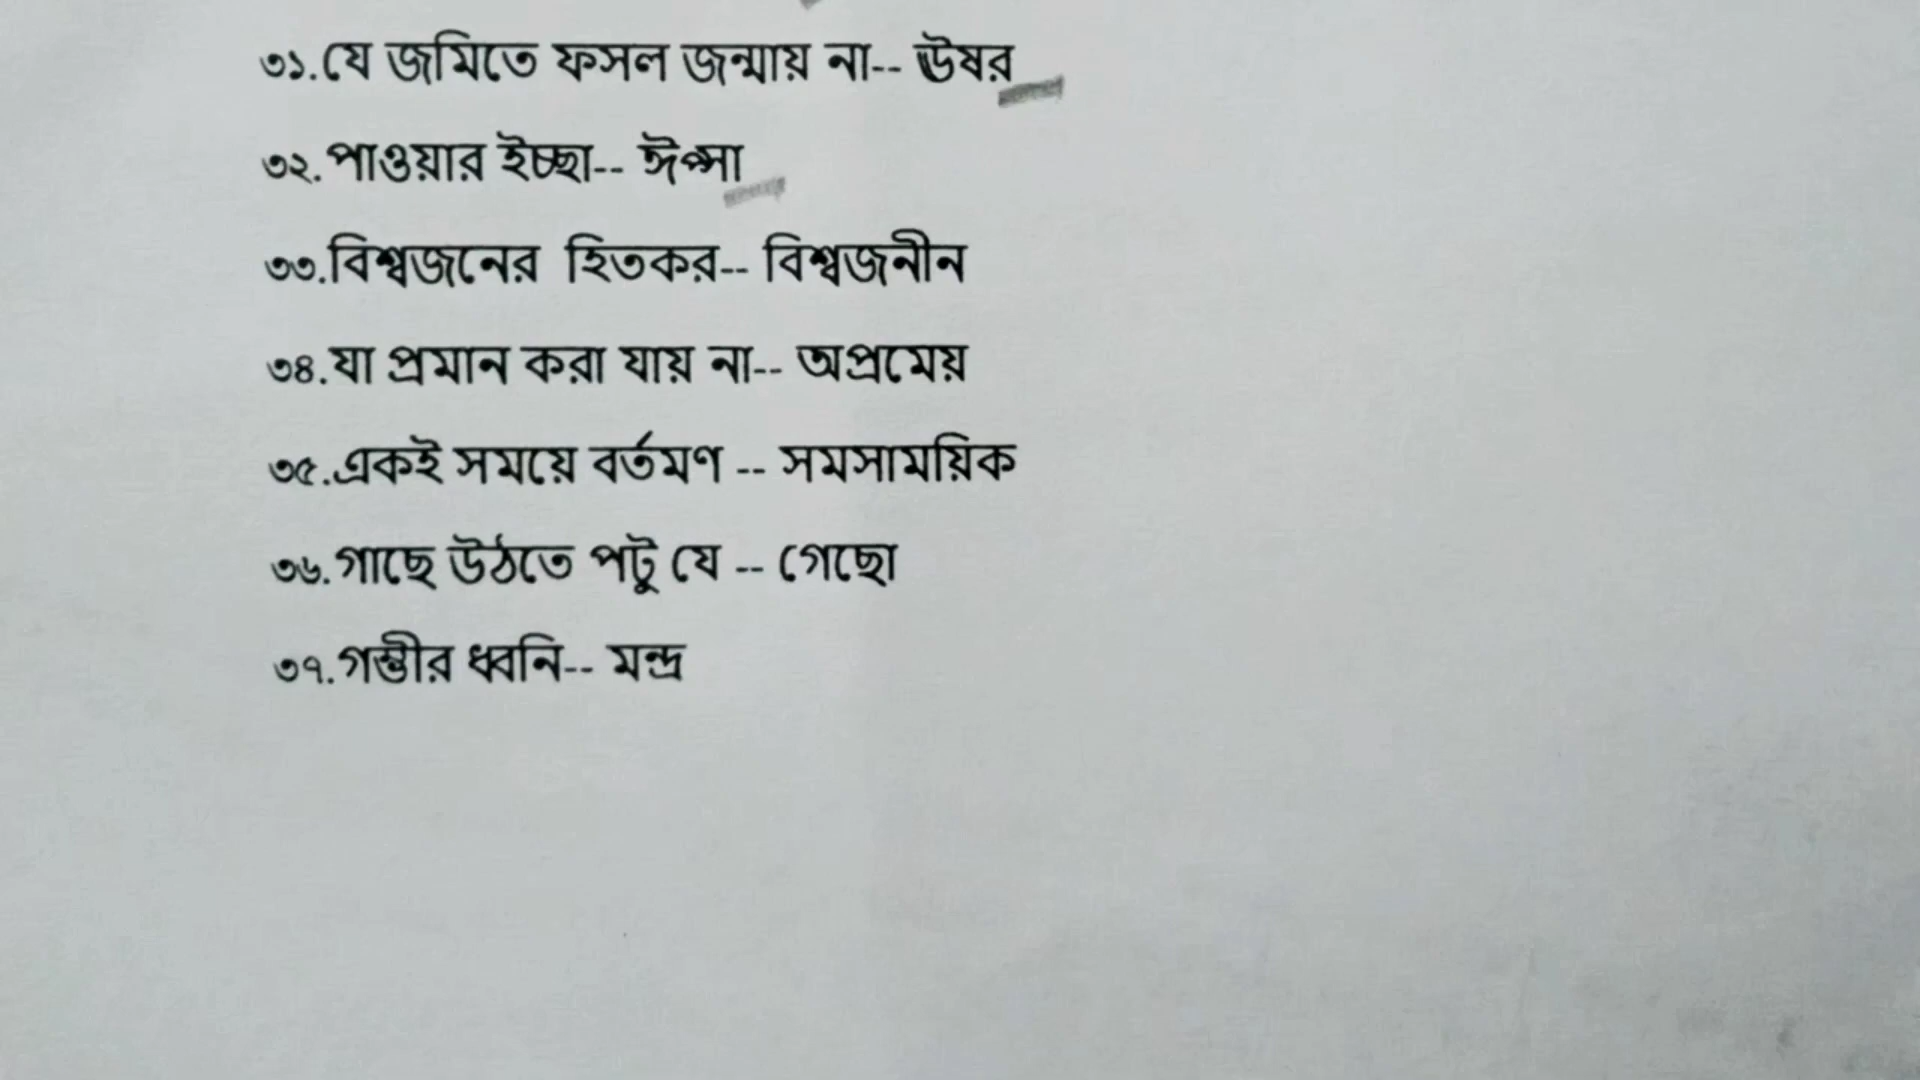 ৩১.যে জমিতে ফসল জন্মায় না-- ঊষর
৩২. পাওয়ার ইচ্ছা-- ঈপ্সা
৩৩.বিশ্বজনের হিতকর-- বিশ্বজনীন
৩৪.যা প্রমান করা যায় না-- অপ্রমেয়
৩৫.একই সময়ে বর্তমণ -- সমসাময়িক
৩৬.গাছে উঠতে পটু যে -- গেছো
৩৭.গম্ভীর ধ্বনি-- মন্দ্র